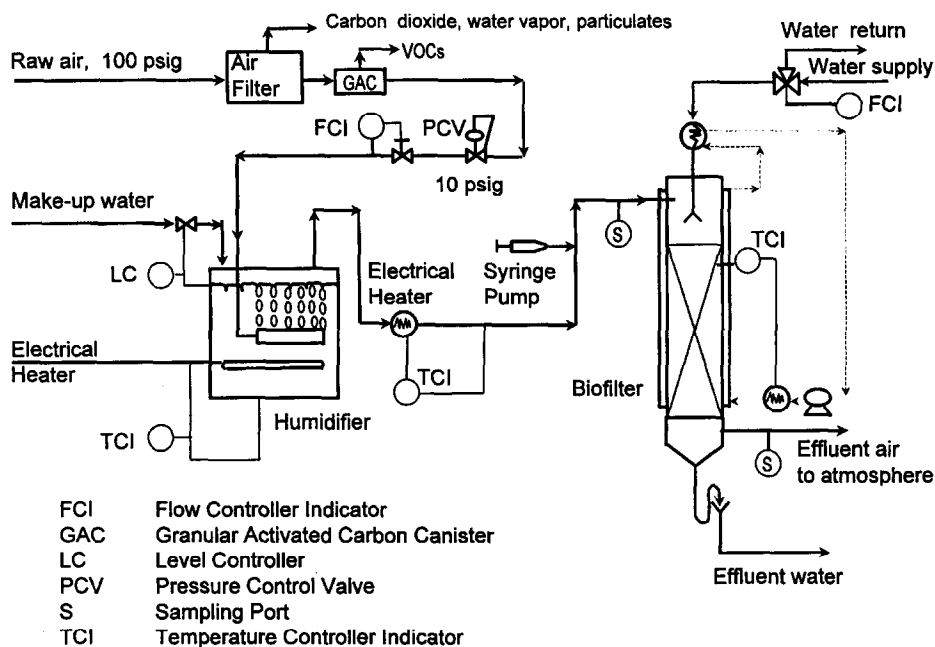 Carbon dioxide, water vapor, particulates
Water return
VOCs
Raw air, 100 psig
Air
Filter
GAC
Water supply
FCI
FCI
PCV
10 psig
Make-up water
LC
Electrical
Heater
Syringe
Pump
S
TCI
Electrical
Heater
TCI
Humidifier
TCI
Biofilter
Effluent air
to atmosphere
S
Effluent water
FCI Flow Controller Indicator
GAC Granular Activated Carbon Canister
LC Level Controller
PCV Pressure Control Valve
S Sampling Port
TCI Temperature Controller Indicator